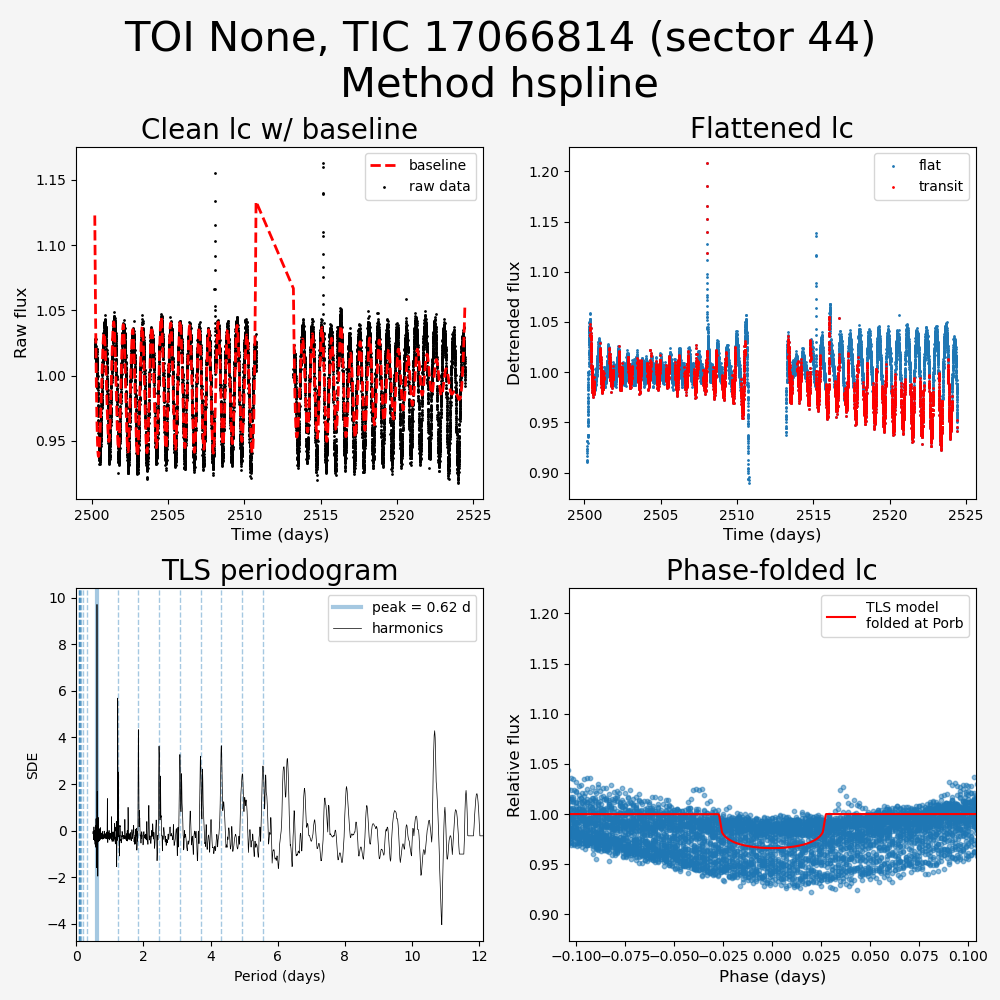 TOI None, TIC 17066814 (sector 44)
Method hspline
Clean lc w/ baseline
baseline
raw data
1.15
1.10
1.05
1.00
0.95
Raw flux
2500
2505
2510
2515
2520
2525
Time (days)
Flattened lc
flat
transit
1.20
1.15
1.10
1.05
1.00
0.95
0.90
Detrended flux
2500
2505
2510
2515
2520
2525
Time (days)
TLS periodogram
peak = 0.62 d
harmonics
10
8
6
4
2
0
−2
−4
SDE
0
2
4
6
8
10
12
Period (days)
Phase-folded lc
TLS model
folded at Porb
1.20
1.15
1.10
1.05
1.00
0.95
0.90
Relative flux
−0.100
−0.075
−0.050
−0.025
0.000
0.025
0.050
0.075
0.100
Phase (days)